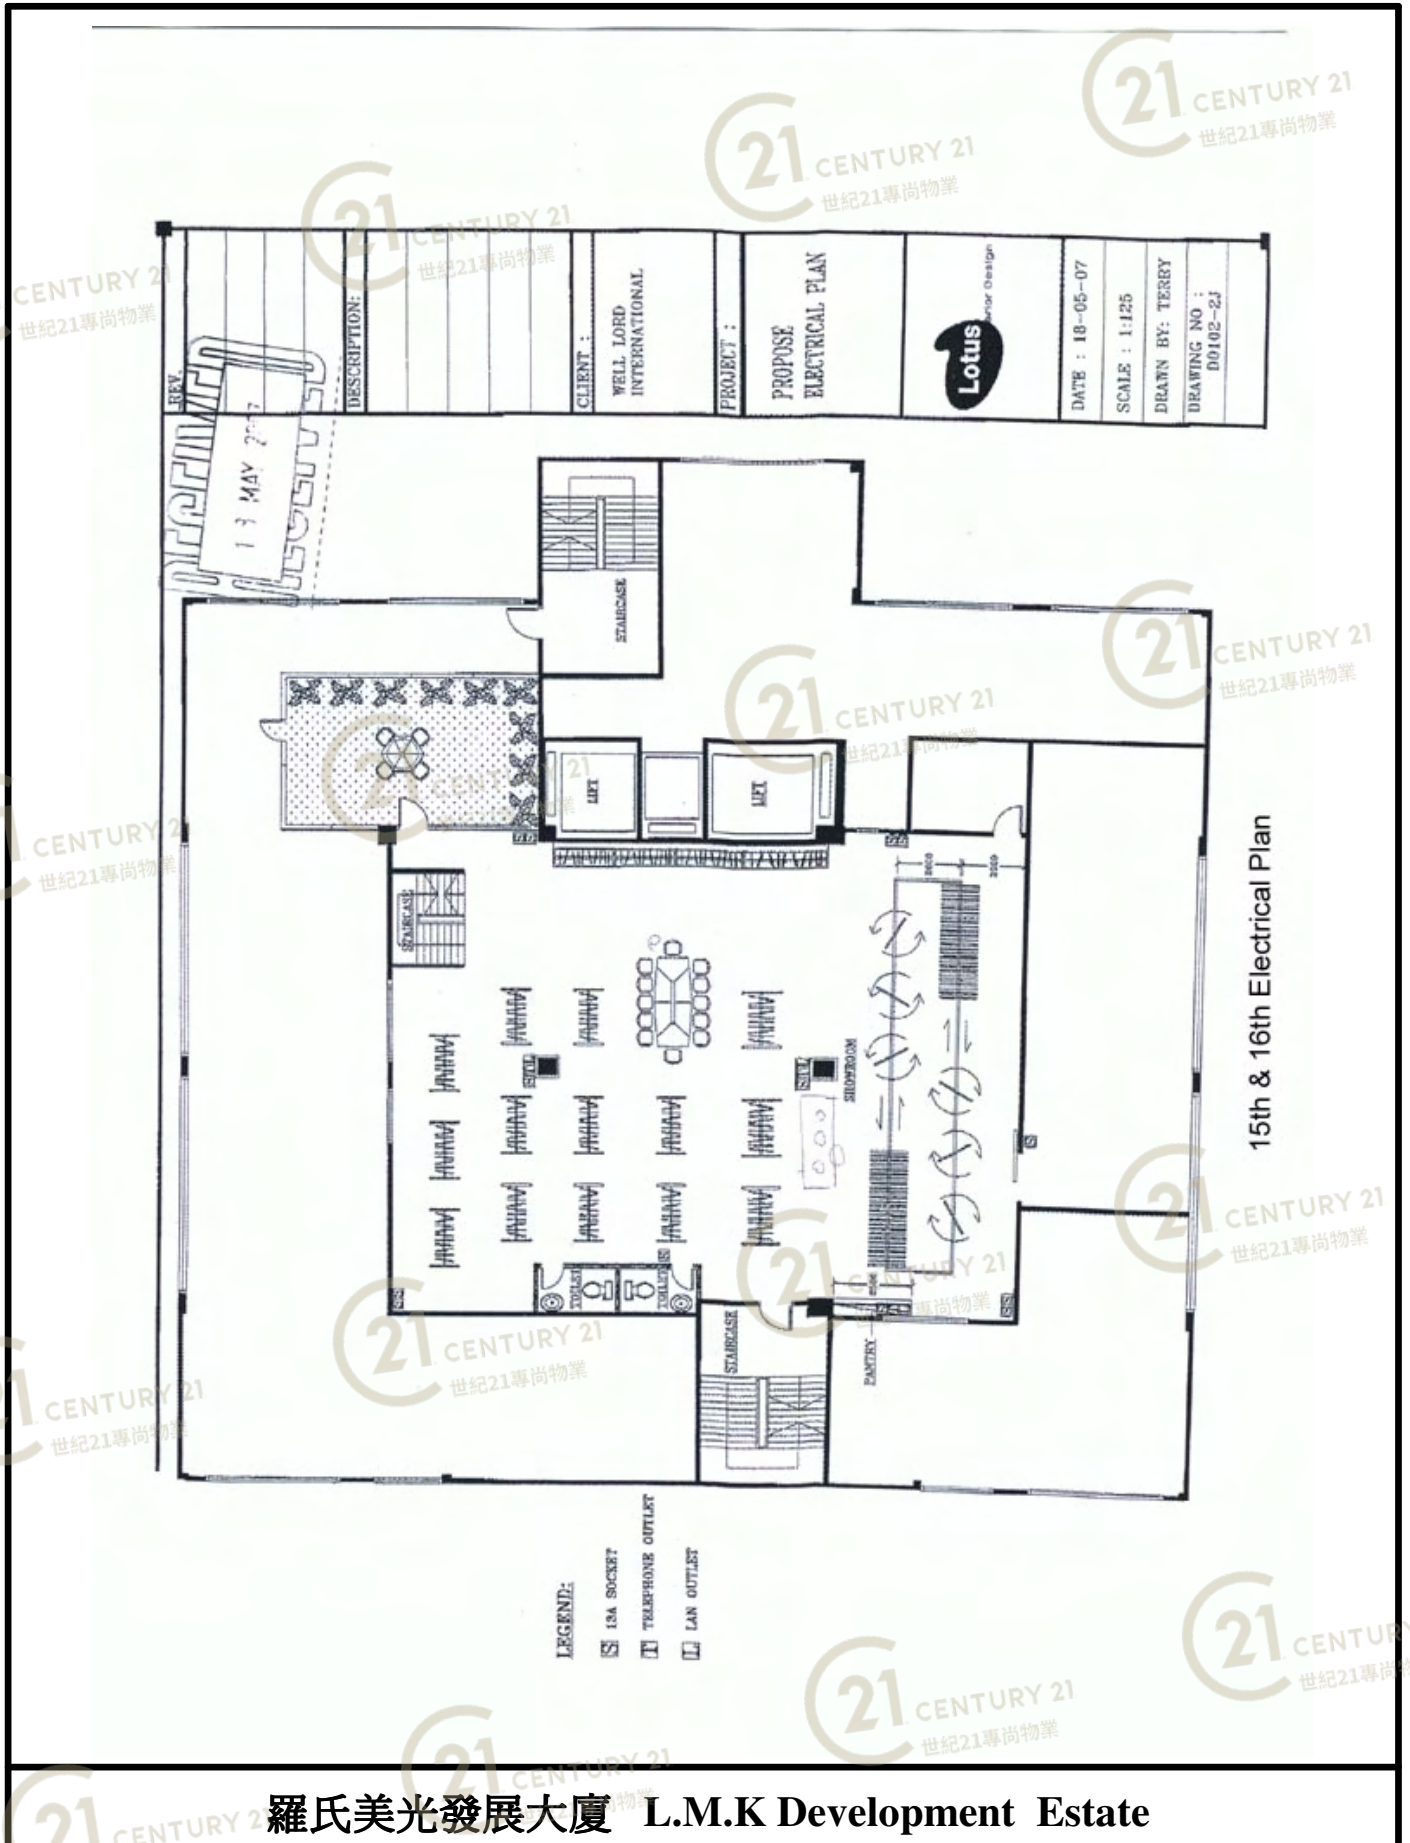 REV.
DESCRIPTION:
CLIENT :
WELL LORD
INTERNATIONAL
PROJECT :
PROPOSE
ELECTRICAL PLAN
Lotus
Design
DATE : 18-05-07
SCALE : 1:125
DRAWN BY: TERRY
DRAWING NO :
D0102-2J
MAY
STAIRCASE
LIFT
LIFT
STAIRCASE
SHOWROOM
TOILET
TOILET
STAIRCASE
PANTRY
15th & 16th Electrical Plan
LEGEND:
S 13A SOCKET
T TELEPHONE OUTLET
L LAN OUTLET
羅氏美光發展大廈 L.M.K Development Estate
21 CENTURY 21
世紀21專尚物業